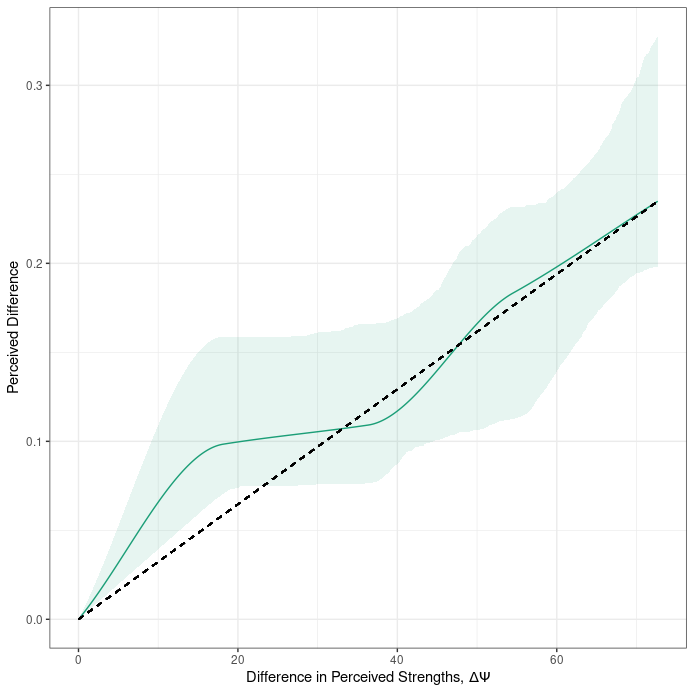 0.3
0.2
0.1
0.0
Perceived Difference
0 20 40 60
Difference in Perceived Strengths, ΔΨ